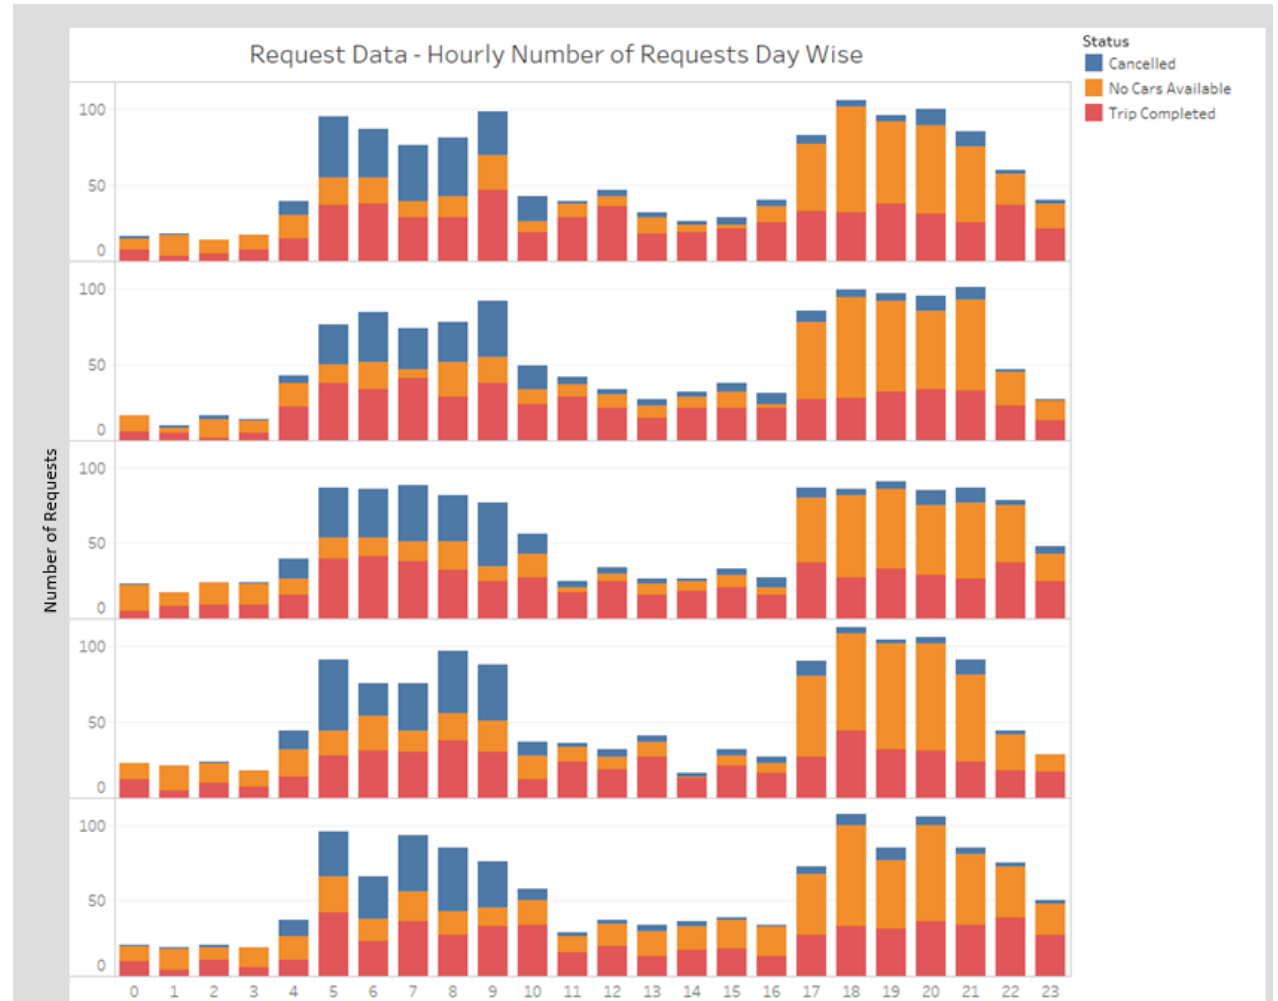 Request Data - Hourly Number of Requests Day Wise
Status
Cancelled
No Cars Available
Trip Completed
Number of Requests
100
50
0
100
50
0
100
50
0
100
50
0
100
50
0
0 1 2 3 4 5 6 7 8 9 10 11 12 13 14 15 16 17 18 19 20 21 22 23